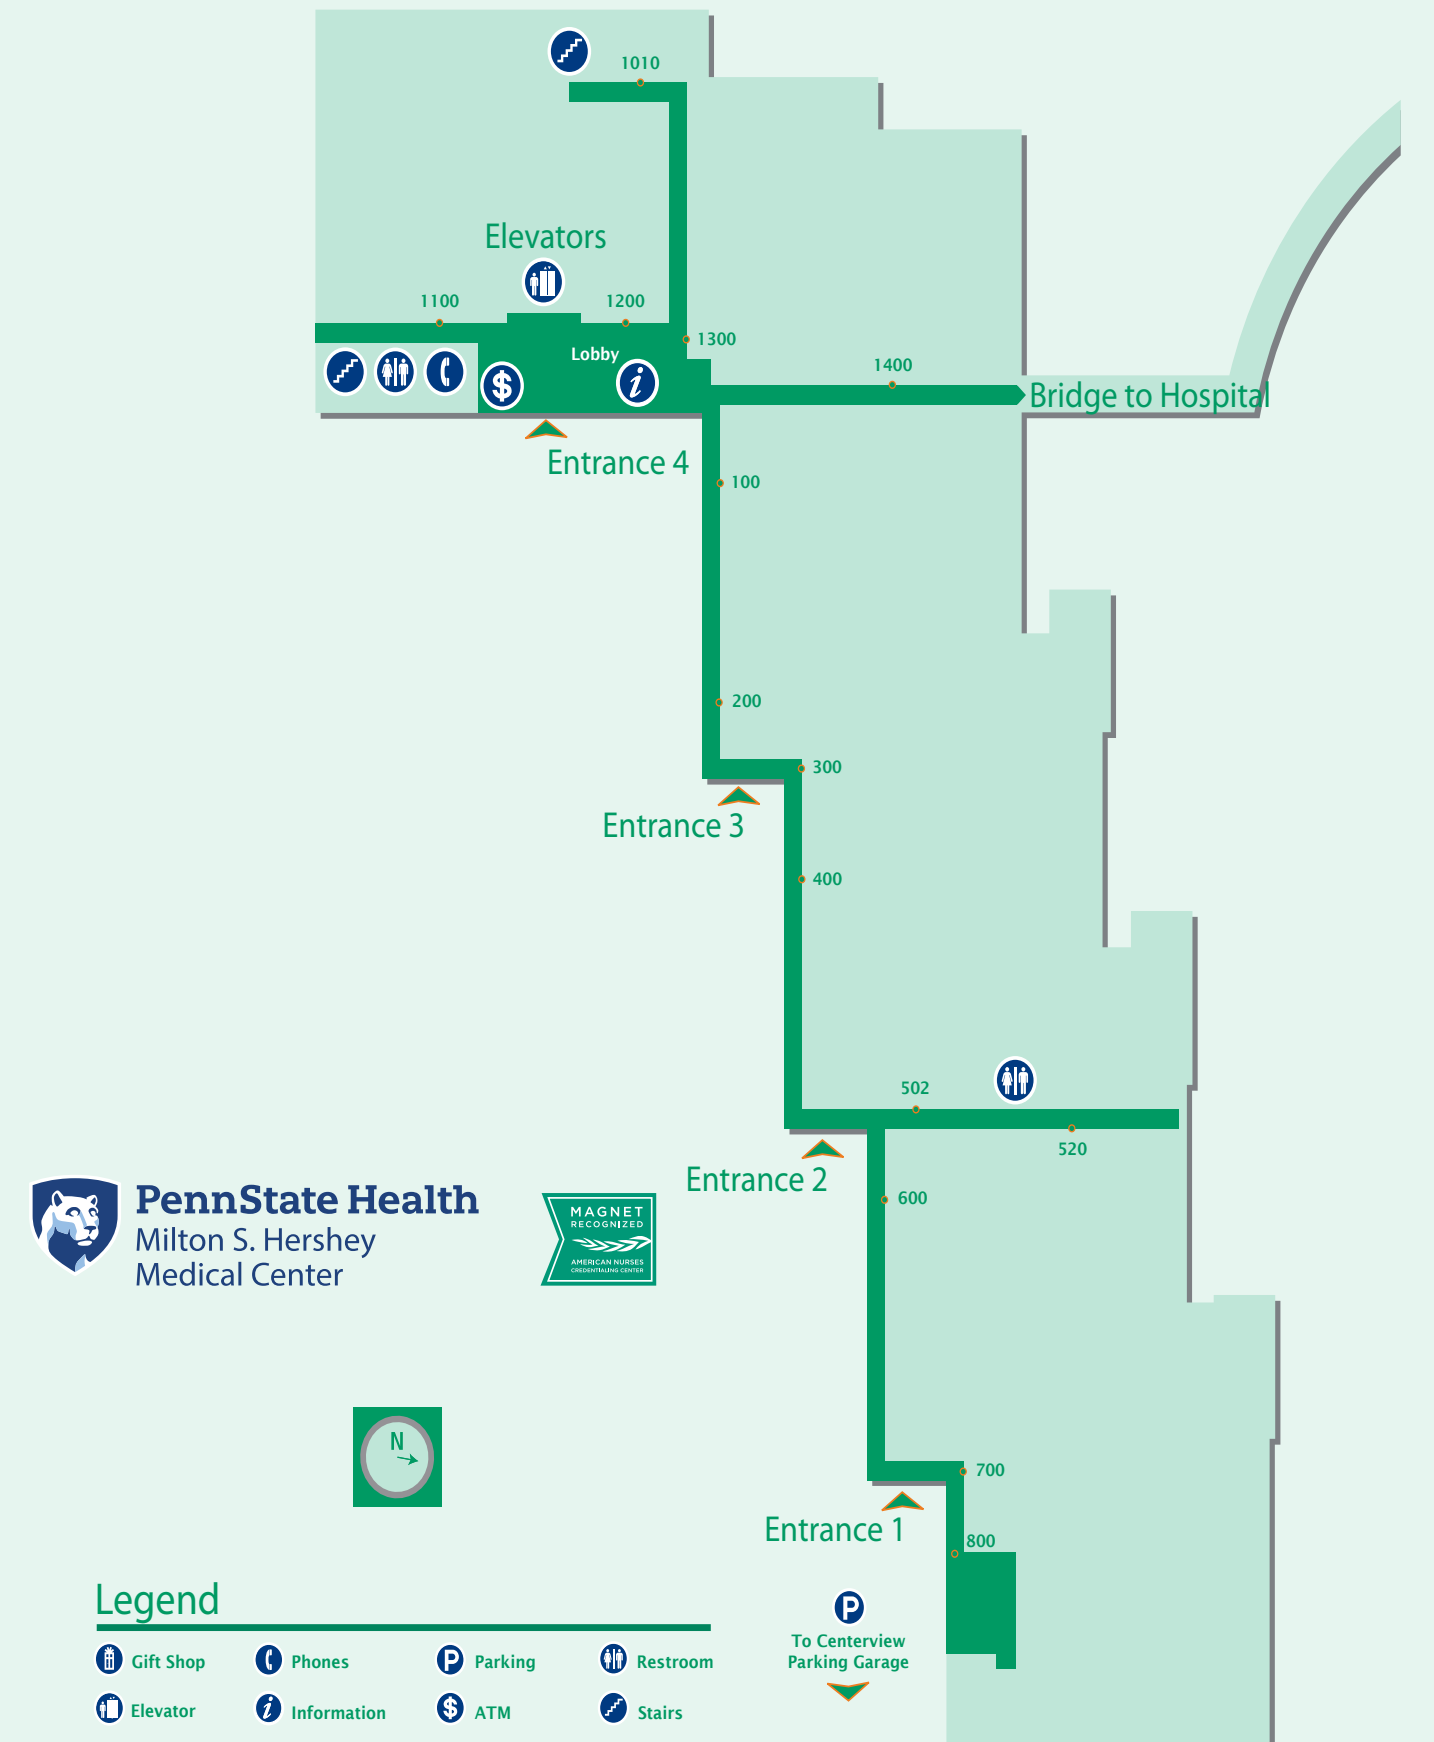 1010
Elevators
1100
1200
1300
Lobby
1400
Bridge to Hospital
Entrance 4
100
200
300
Entrance 3
400
502
520
Entrance 2
600
PennState Health
Milton S. Hershey
Medical Center
MAGNET
RECOGNIZED
AMERICAN NURSES
CREDENTIALING CENTER
N
700
Entrance 1
800
To Centerview
Parking Garage
Legend
Gift Shop
Phones
Parking
Restroom
Elevator
Information
ATM
Stairs